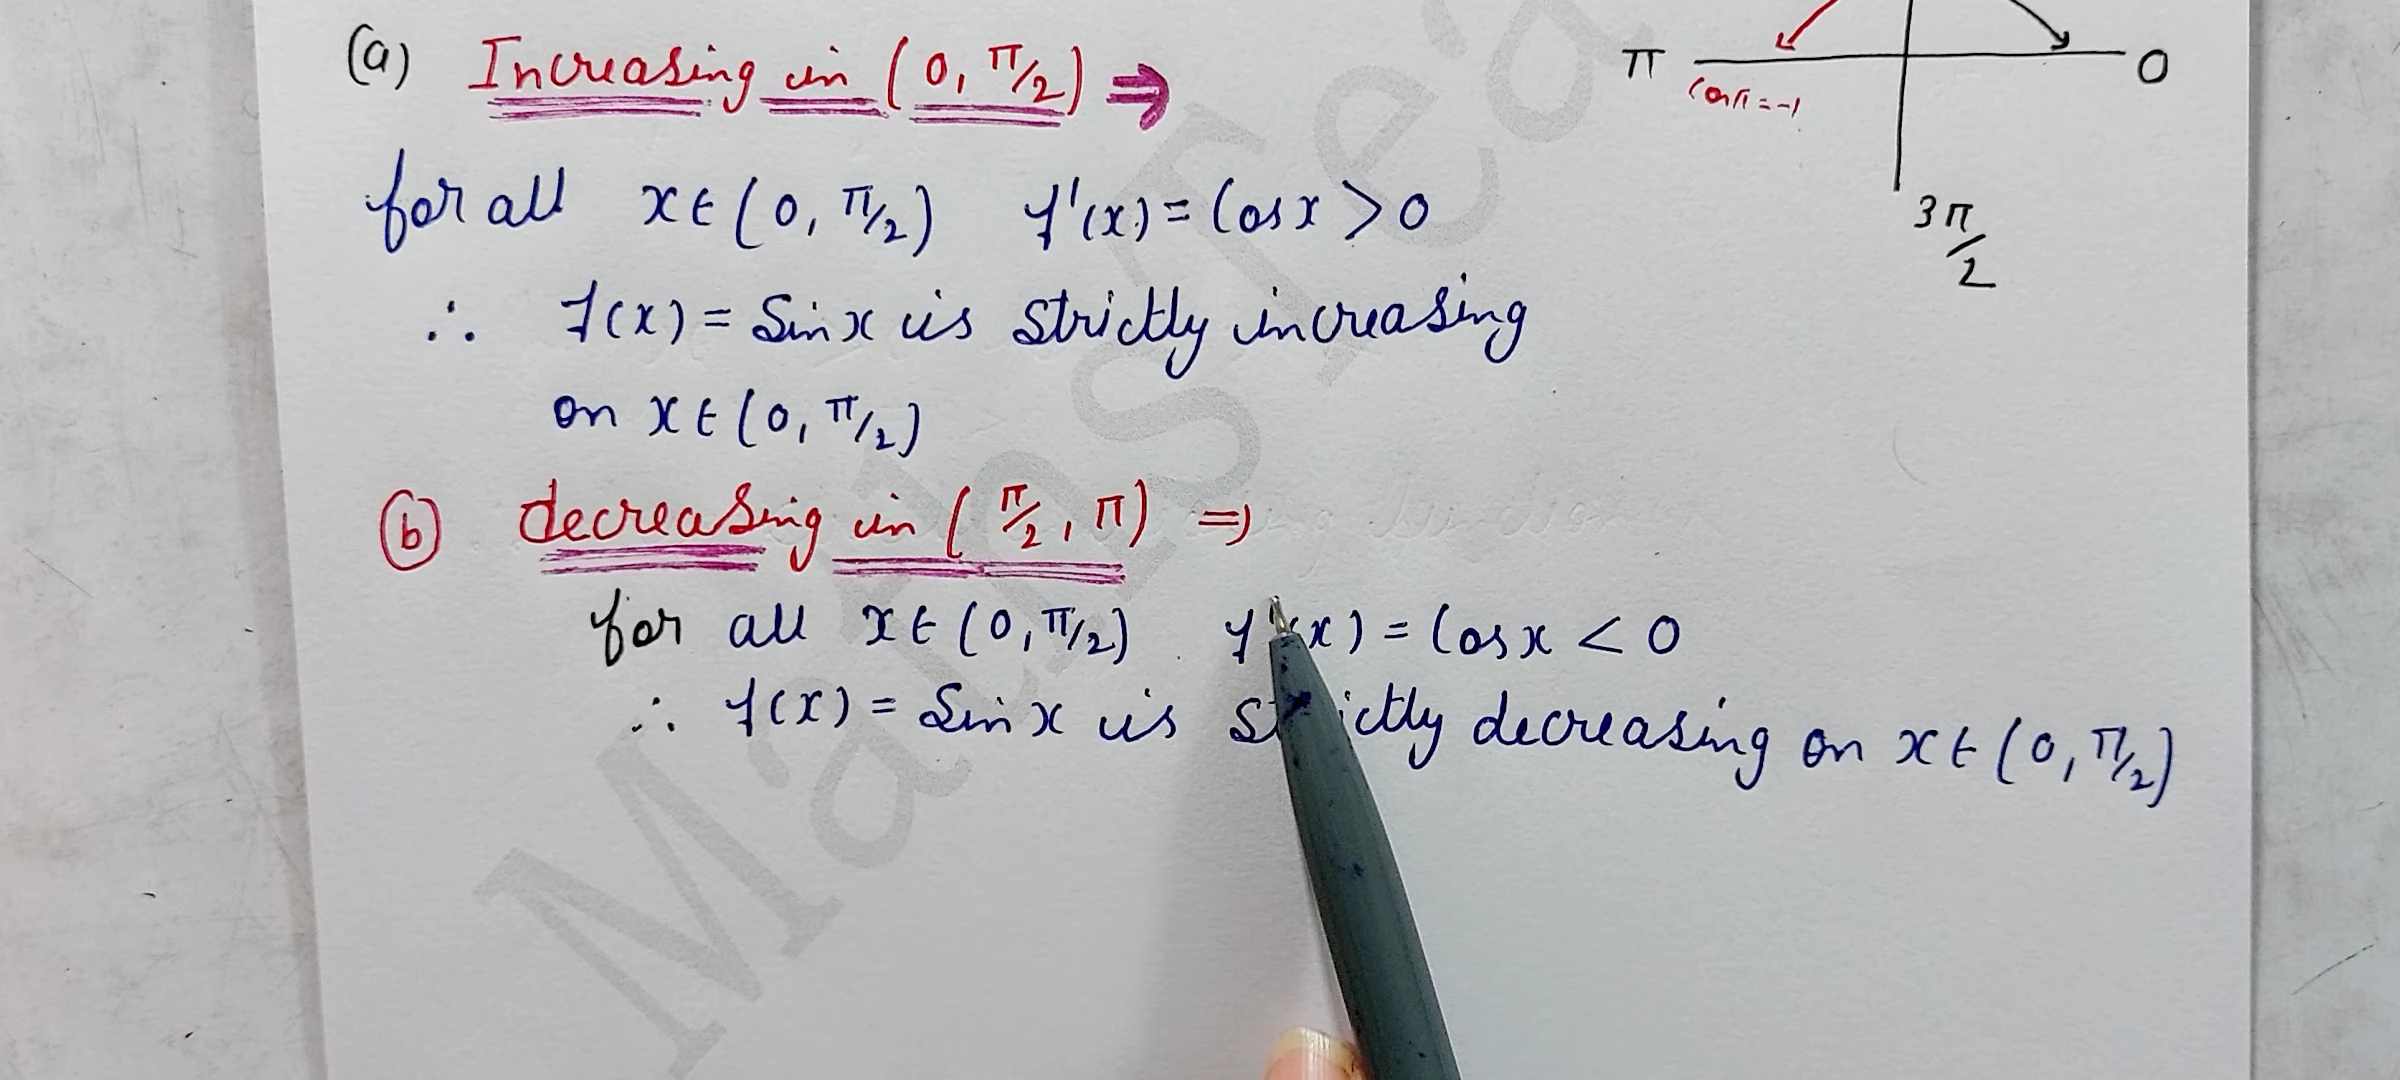 (a) Increasing in (0, π/2) ⇒
π 0
Cosπ = -1
for all x ∈ (0, π/2) f'(x) = Cos x > 0
3π/2
∴ f(x) = Sin x is strictly increasing
on x ∈ (0, π/2)
(b) decreasing in (π/2, π) ⇒
for all x ∈ (0, π/2) f'(x) = Cos x < 0
∴ f(x) = Sin x is strictly decreasing on x ∈ (0, π/2)